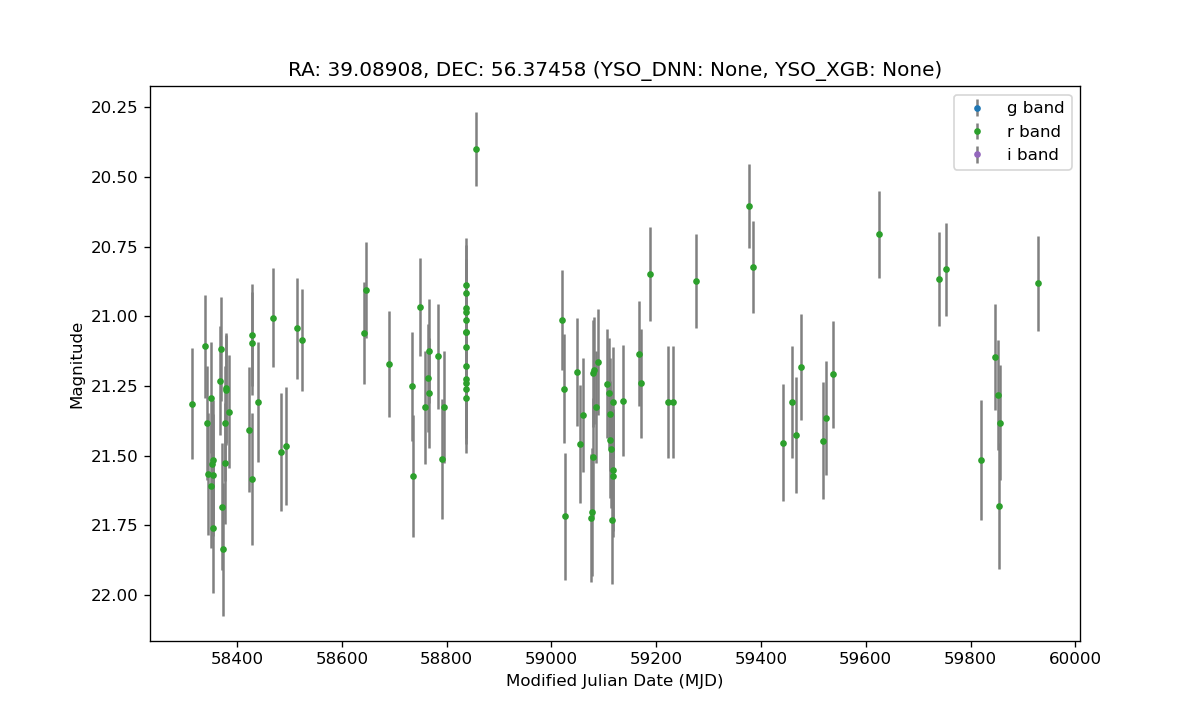 RA: 39.08908, DEC: 56.37458 (YSO_DNN: None, YSO_XGB: None)
g band
r band
i band
20.25
20.50
20.75
21.00
21.25
21.50
21.75
22.00
Magnitude
58400
58600
58800
59000
59200
59400
59600
59800
60000
Modified Julian Date (MJD)